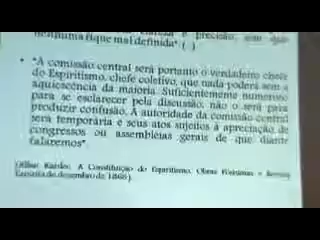 nenhuma fique mal definida". (...)
• "A comissão central será portanto o verdadeiro chefe
do Espiritismo, chefe coletivo, que nada poderá sem a
aquiescência da maioria. Suficientemente numeroso
para se esclarecer pela discussão, não o será para
produzir confusão. A autoridade da comissão central
será temporária e seus atos sujeitos à apreciação de
congressos ou assembléias gerais de que diante
falaremos".
(Allan Kardec. A Constituição do Espiritismo. Obras Póstumas e Revista
Espírita de dezembro de 1868).